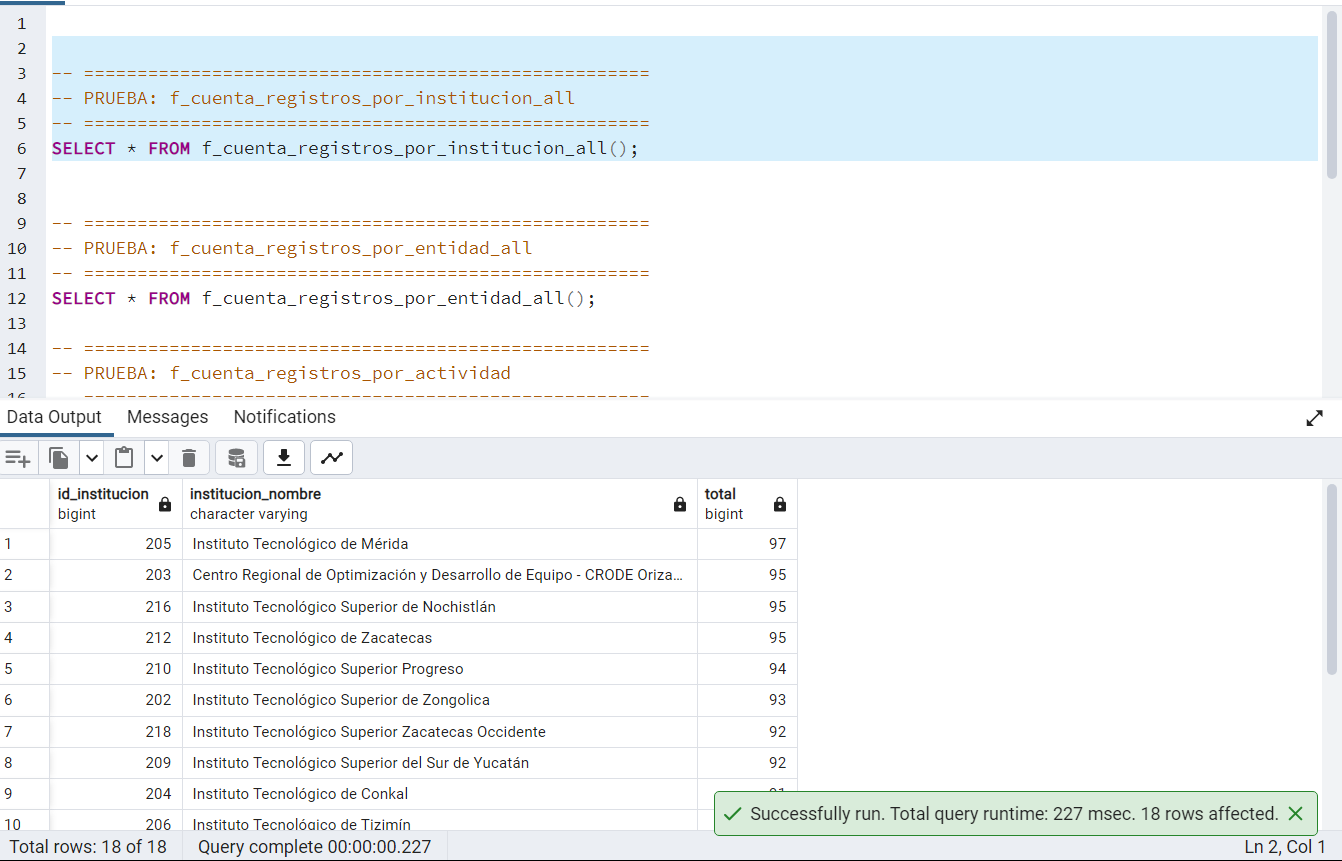 1
2
3 -- =====================================================
4 -- PRUEBA: f_cuenta_registros_por_institucion_all
5 -- =====================================================
6 SELECT * FROM f_cuenta_registros_por_institucion_all();
7
8
9 -- =====================================================
10 -- PRUEBA: f_cuenta_registros_por_entidad_all
11 -- =====================================================
12 SELECT * FROM f_cuenta_registros_por_entidad_all();
13
14 -- =====================================================
15 -- PRUEBA: f_cuenta_registros_por_actividad
16 -- =====================================================
Data Output Messages Notifications
id_institucion institucion_nombre total
bigint character varying bigint
1 205 Instituto Tecnológico de Mérida 97
2 203 Centro Regional de Optimización y Desarrollo de Equipo - CRODE Oriza… 95
3 216 Instituto Tecnológico Superior de Nochistlán 95
4 212 Instituto Tecnológico de Zacatecas 95
5 210 Instituto Tecnológico Superior Progreso 94
6 202 Instituto Tecnológico Superior de Zongolica 93
7 218 Instituto Tecnológico Superior Zacatecas Occidente 92
8 209 Instituto Tecnológico Superior del Sur de Yucatán 92
9 204 Instituto Tecnológico de Conkal
10 206 Instituto Tecnológico de Tizimín
Successfully run. Total query runtime: 227 msec. 18 rows affected.
Total rows: 18 of 18 Query complete 00:00:00.227 Ln 2, Col 1